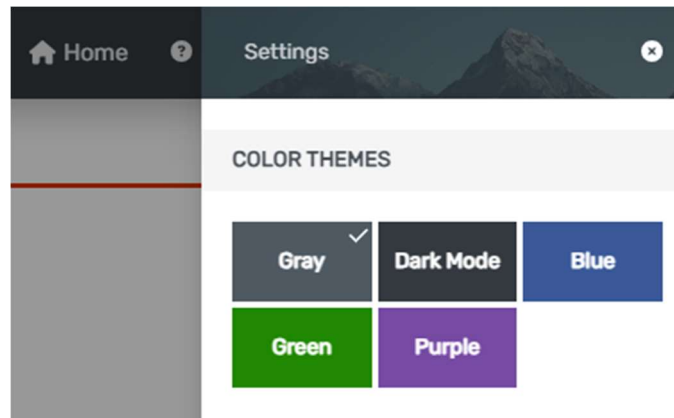 Home
Settings
COLOR THEMES
Gray Dark Mode Blue
Green Purple